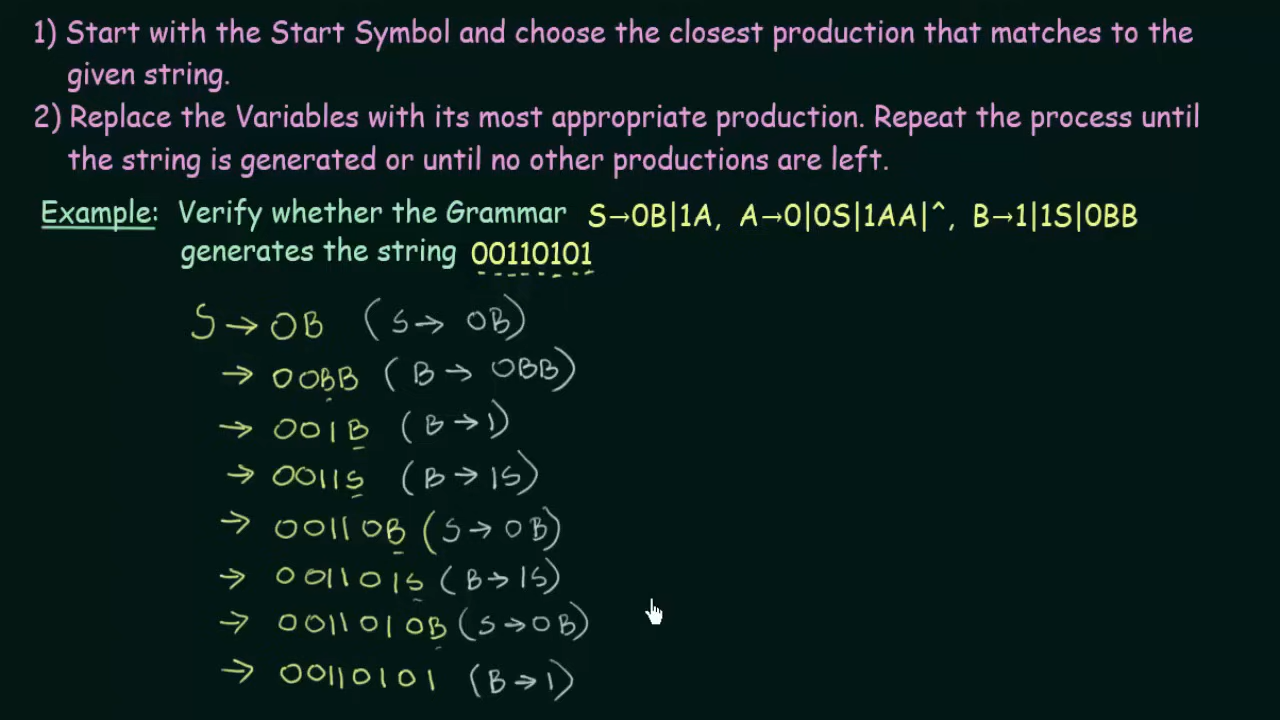 1) Start with the Start Symbol and choose the closest production that matches to the
given string.
2) Replace the Variables with its most appropriate production. Repeat the process until
the string is generated or until no other productions are left.
Example: Verify whether the Grammar S→0B|1A, A→0|0S|1AA|^, B→1|1S|0BB
generates the string 00110101
S → 0B (S → 0B)
→ 00BB (B → 0BB)
→ 001B (B → 1)
→ 0011S (B → 1S)
→ 00110B (S → 0B)
→ 001101S (B → 1S)
→ 0011010B (S → 0B)
→ 00110101 (B → 1)